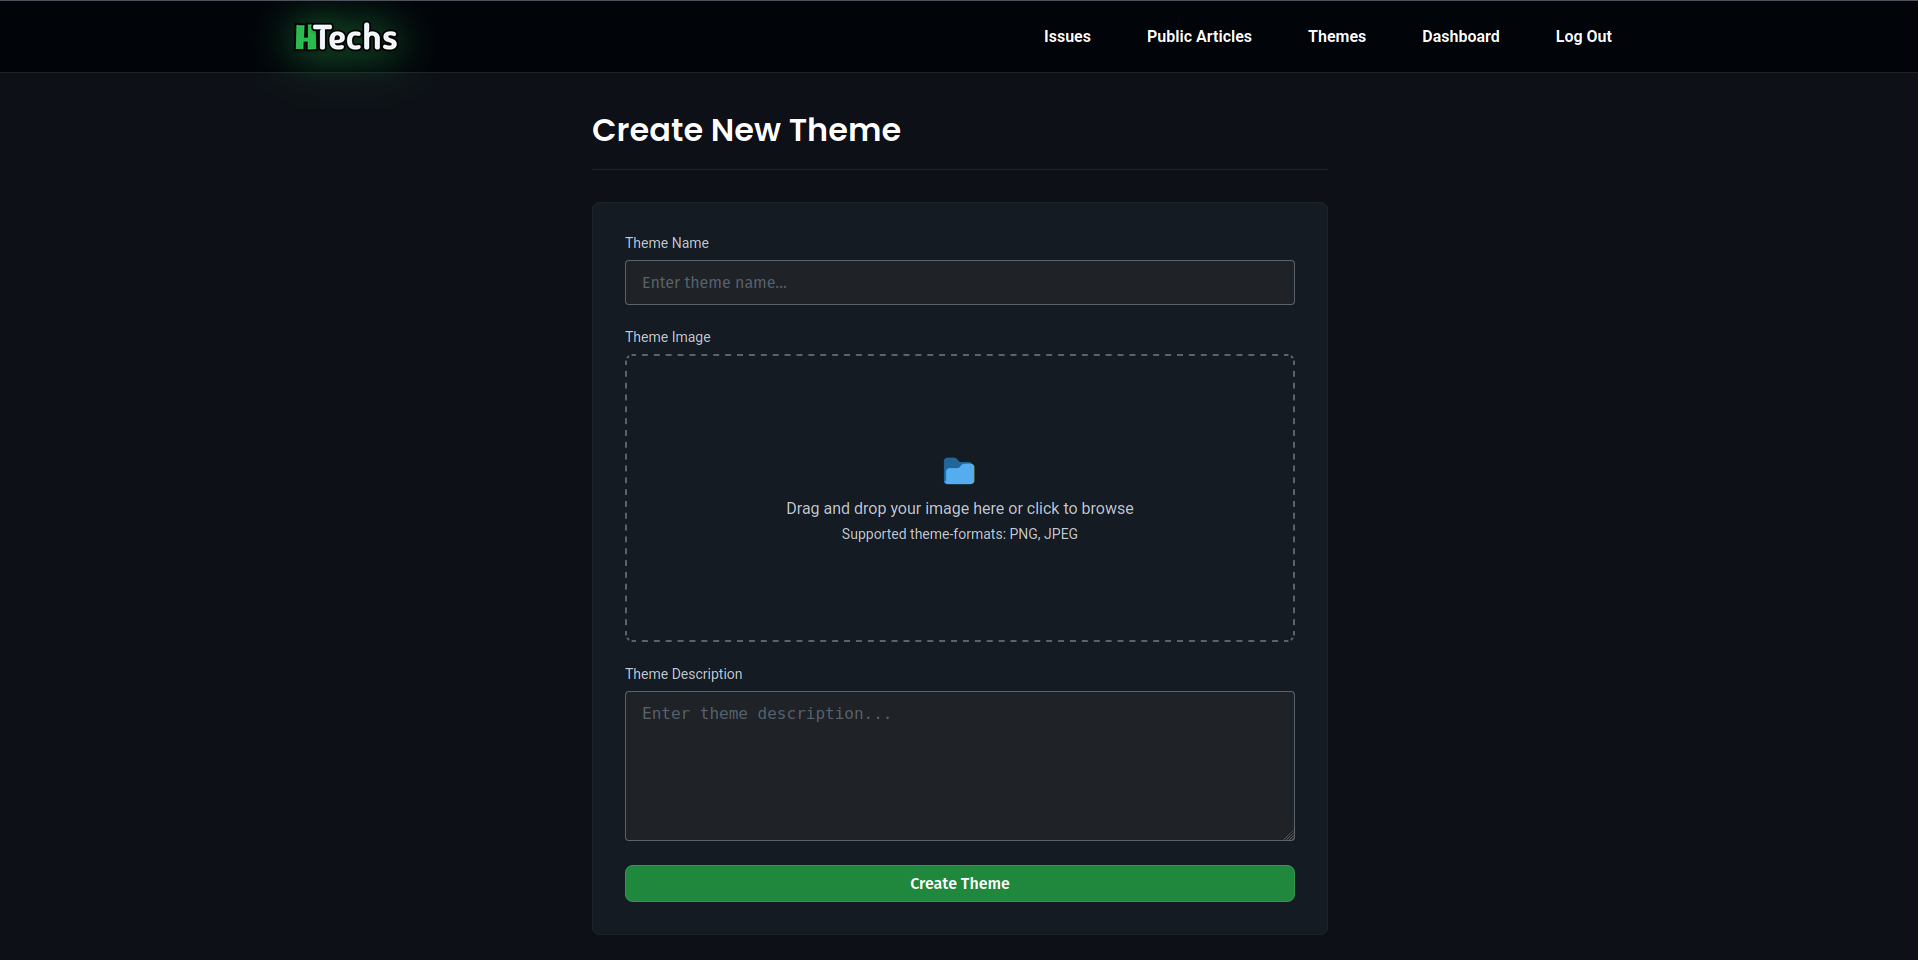 HTechs
Issues Public Articles Themes Dashboard Log Out
Create New Theme
Theme Name
Enter theme name...
Theme Image
Drag and drop your image here or click to browse
Supported theme-formats: PNG, JPEG
Theme Description
Enter theme description...
Create Theme